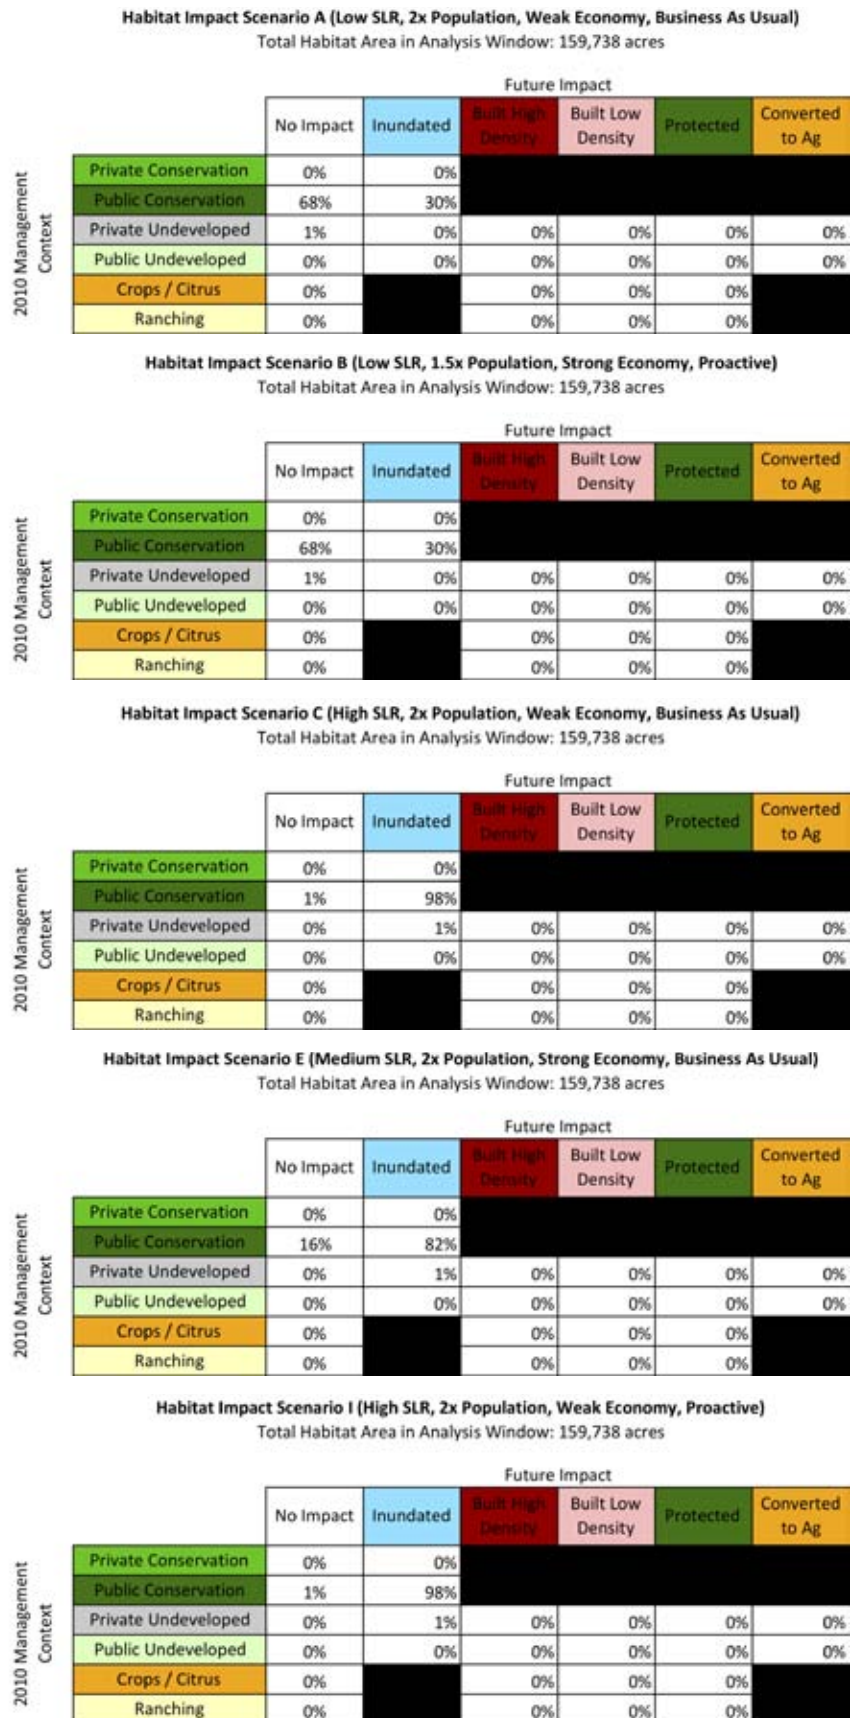 Habitat Impact Scenario A (Low SLR, 2x Population, Weak Economy, Business As Usual)
Total Habitat Area in Analysis Window: 159,738 acres
Future Impact
No Impact Inundated Built High Density Built Low Density Protected Converted to Ag
2010 Management Context
Private Conservation 0% 0%
Public Conservation 68% 30%
Private Undeveloped 1% 0% 0% 0% 0% 0%
Public Undeveloped 0% 0% 0% 0% 0% 0%
Crops / Citrus 0% 0% 0% 0%
Ranching 0% 0% 0% 0%
Habitat Impact Scenario B (Low SLR, 1.5x Population, Strong Economy, Proactive)
Total Habitat Area in Analysis Window: 159,738 acres
Future Impact
No Impact Inundated Built High Density Built Low Density Protected Converted to Ag
2010 Management Context
Private Conservation 0% 0%
Public Conservation 68% 30%
Private Undeveloped 1% 0% 0% 0% 0% 0%
Public Undeveloped 0% 0% 0% 0% 0% 0%
Crops / Citrus 0% 0% 0% 0%
Ranching 0% 0% 0% 0%
Habitat Impact Scenario C (High SLR, 2x Population, Weak Economy, Business As Usual)
Total Habitat Area in Analysis Window: 159,738 acres
Future Impact
No Impact Inundated Built High Density Built Low Density Protected Converted to Ag
2010 Management Context
Private Conservation 0% 0%
Public Conservation 1% 98%
Private Undeveloped 0% 1% 0% 0% 0% 0%
Public Undeveloped 0% 0% 0% 0% 0% 0%
Crops / Citrus 0% 0% 0% 0%
Ranching 0% 0% 0% 0%
Habitat Impact Scenario E (Medium SLR, 2x Population, Strong Economy, Business As Usual)
Total Habitat Area in Analysis Window: 159,738 acres
Future Impact
No Impact Inundated Built High Density Built Low Density Protected Converted to Ag
2010 Management Context
Private Conservation 0% 0%
Public Conservation 16% 82%
Private Undeveloped 0% 1% 0% 0% 0% 0%
Public Undeveloped 0% 0% 0% 0% 0% 0%
Crops / Citrus 0% 0% 0% 0%
Ranching 0% 0% 0% 0%
Habitat Impact Scenario I (High SLR, 2x Population, Weak Economy, Proactive)
Total Habitat Area in Analysis Window: 159,738 acres
Future Impact
No Impact Inundated Built High Density Built Low Density Protected Converted to Ag
2010 Management Context
Private Conservation 0% 0%
Public Conservation 1% 98%
Private Undeveloped 0% 1% 0% 0% 0% 0%
Public Undeveloped 0% 0% 0% 0% 0% 0%
Crops / Citrus 0% 0% 0% 0%
Ranching 0% 0% 0% 0%